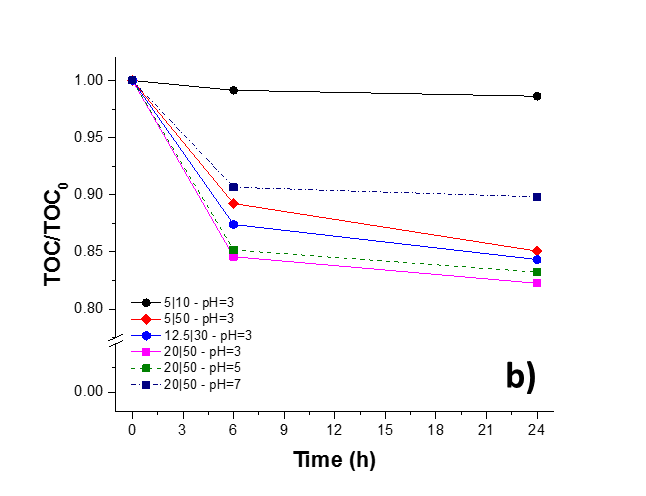 1.00
0.95
0.90
0.85
0.80
0.00
TOC/TOC₀
5|10 - pH=3
5|50 - pH=3
12.5|30 - pH=3
20|50 - pH=3
20|50 - pH=5
20|50 - pH=7
b)
0 3 6 9 12 15 18 21 24
Time (h)